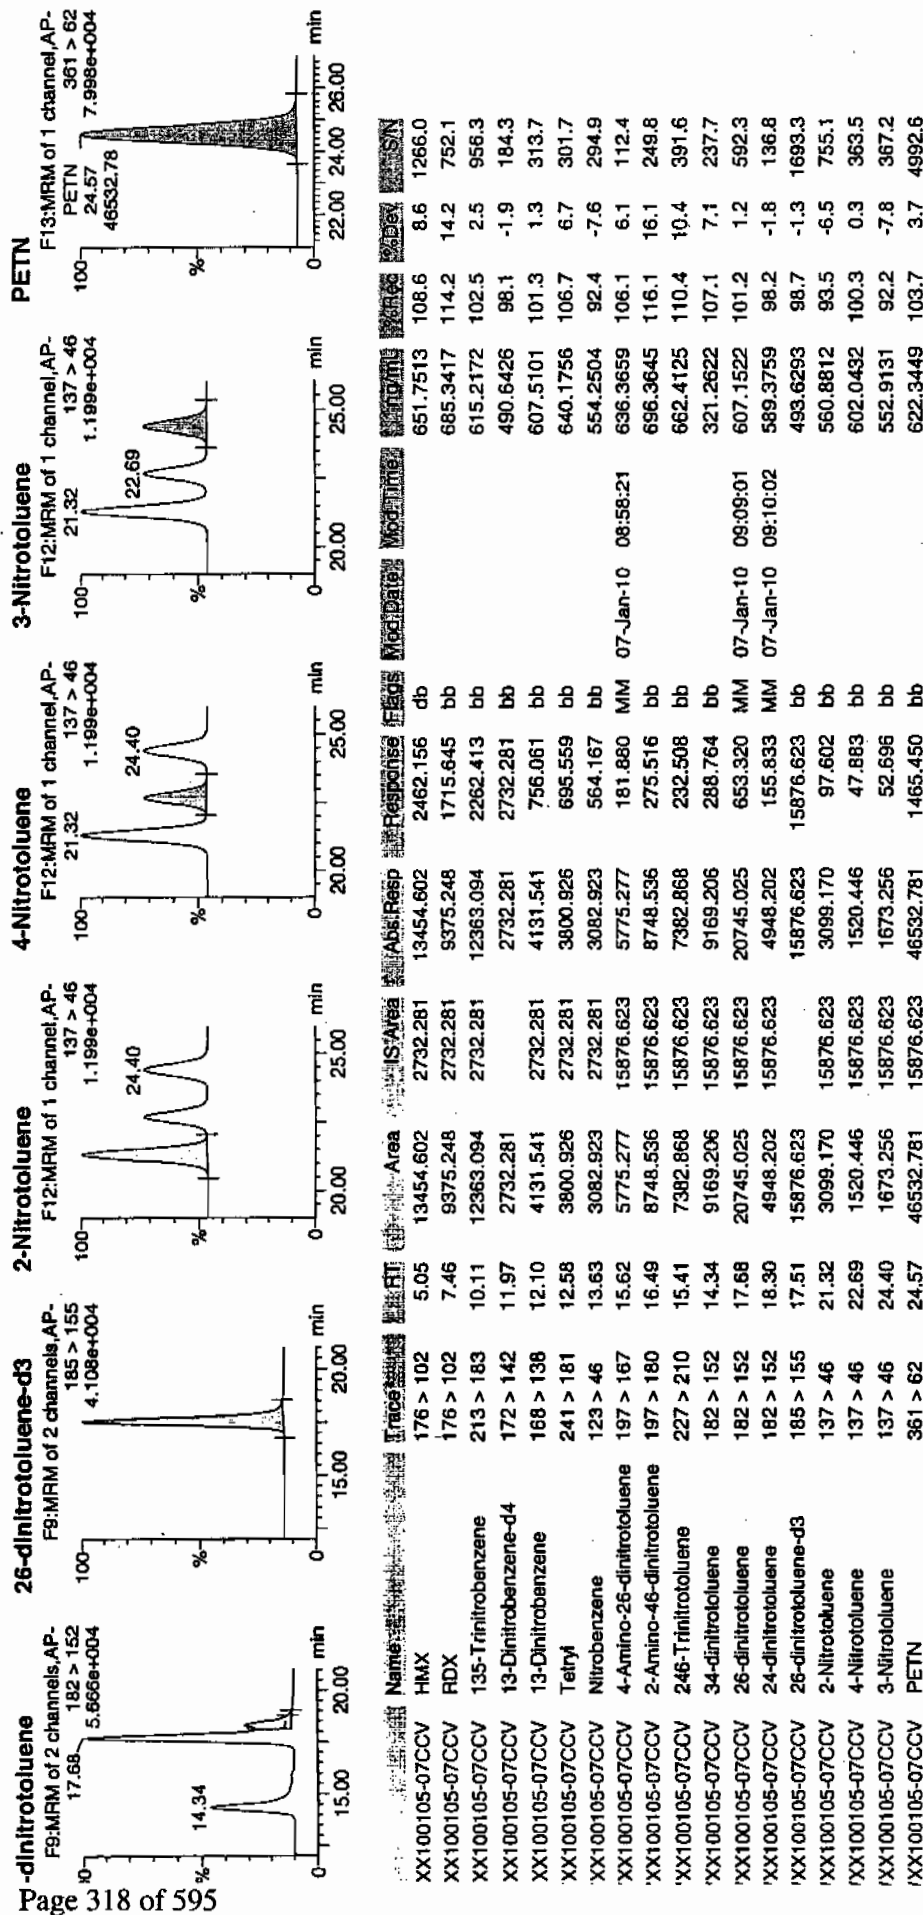 -dinitrotoluene
F9:MRM of 2 channels,AP-
182 > 152
5.666e+004
17.68
14.34
%
15.00
20.00
min
26-dinitrotoluene-d3
F9:MRM of 2 channels,AP-
185 > 155
4.108e+004
100
%
0
15.00
20.00
min
2-Nitrotoluene
F12:MRM of 1 channel,AP-
137 > 46
1.199e+004
24.40
100
%
0
20.00
25.00
min
4-Nitrotoluene
F12:MRM of 1 channel,AP-
21.32
137 > 46
1.199e+004
24.40
100
%
0
20.00
25.00
min
3-Nitrotoluene
F12:MRM of 1 channel,AP-
21.32
137 > 46
1.199e+004
22.69
100
%
0
20.00
25.00
min
PETN
F13:MRM of 1 channel,AP-
PETN
24.57
46532.78
361 > 62
7.998e+004
100
%
0
22.00
24.00
26.00
min
Name Trace RT Area IS Area Abs.Resp Response Flags Mod.Date Mod.Time ng/mL %Rec %Dev S/N
XX100105-07CCV HMX 176 > 102 5.05 13454.602 2732.281 13454.602 2462.156 db 651.7513 108.6 8.6 1266.0
XX100105-07CCV RDX 176 > 102 7.46 9375.248 2732.281 9375.248 1715.645 bb 685.3417 114.2 14.2 752.1
XX100105-07CCV 135-Trinitrobenzene 213 > 183 10.11 12363.094 2732.281 12363.094 2262.413 bb 615.2172 102.5 2.5 956.3
XX100105-07CCV 13-Dinitrobenzene-d4 172 > 142 11.97 2732.281 2732.281 2732.281 bb 490.6426 98.1 -1.9 184.3
XX100105-07CCV 13-Dinitrobenzene 168 > 138 12.10 4131.541 2732.281 4131.541 756.061 bb 607.5101 101.3 1.3 313.7
XX100105-07CCV Tetryl 241 > 181 12.58 3800.926 2732.281 3800.926 695.559 bb 640.1756 106.7 6.7 301.7
XX100105-07CCV Nitrobenzene 123 > 46 13.63 3082.923 2732.281 3082.923 564.167 bb 554.2504 92.4 -7.6 294.9
XX100105-07CCV 4-Amino-26-dinitrotoluene 197 > 167 15.62 5775.277 15876.623 5775.277 181.880 MM 07-Jan-10 08:58:21 636.3659 106.1 6.1 112.4
XX100105-07CCV 2-Amino-46-dinitrotoluene 197 > 180 16.49 8748.536 15876.623 8748.536 275.516 bb 696.3645 116.1 16.1 249.8
XX100105-07CCV 246-Trinitrotoluene 227 > 210 15.41 7382.868 15876.623 7382.868 232.508 bb 662.4125 110.4 10.4 391.6
XX100105-07CCV 34-dinitrotoluene 182 > 152 14.34 9169.206 15876.623 9169.206 288.764 bb 321.2622 107.1 7.1 237.7
XX100105-07CCV 26-dinitrotoluene 182 > 152 17.68 20745.025 15876.623 20745.025 653.320 MM 07-Jan-10 09:09:01 607.1522 101.2 1.2 592.3
XX100105-07CCV 24-dinitrotoluene 182 > 152 18.30 4948.202 15876.623 4948.202 155.833 MM 07-Jan-10 09:10:02 589.3759 98.2 -1.8 136.8
XX100105-07CCV 26-dinitrotoluene-d3 185 > 155 17.51 15876.623 15876.623 15876.623 bb 493.6293 98.7 -1.3 1693.3
XX100105-07CCV 2-Nitrotoluene 137 > 46 21.32 3099.170 15876.623 3099.170 97.602 bb 560.8812 93.5 -6.5 755.1
XX100105-07CCV 4-Nitrotoluene 137 > 46 22.69 1520.446 15876.623 1520.446 47.883 bb 602.0432 100.3 0.3 363.5
XX100105-07CCV 3-Nitrotoluene 137 > 46 24.40 1673.256 15876.623 1673.256 52.696 bb 552.9131 92.2 -7.8 367.2
XX100105-07CCV PETN 361 > 62 24.57 46532.781 15876.623 46532.781 1465.450 bb 622.3449 103.7 3.7 4992.6
Page 318 of 595